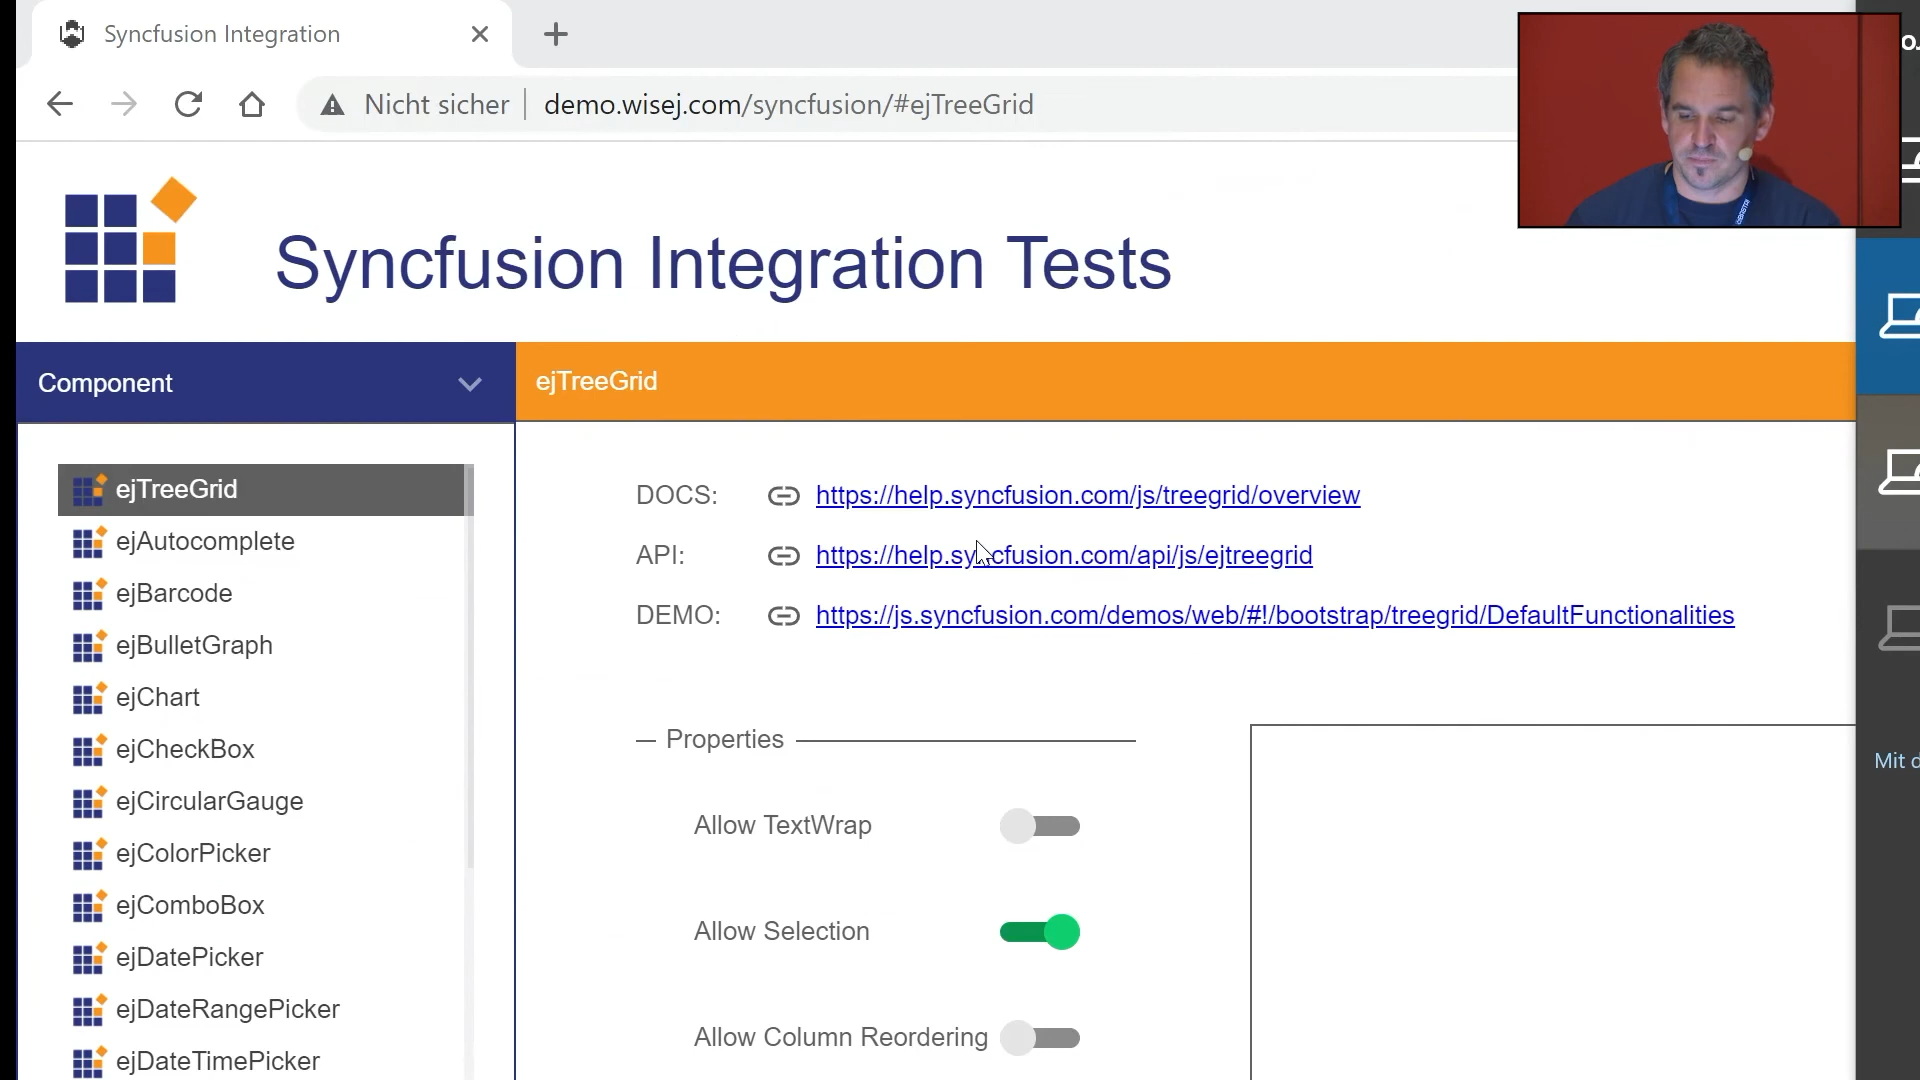 Syncfusion Integration
Nicht sicher
demo.wisej.com/syncfusion/#ejTreeGrid
Syncfusion Integration Tests
Component
ejTreeGrid
ejTreeGrid
ejAutocomplete
ejBarcode
ejBulletGraph
ejChart
ejCheckBox
ejCircularGauge
ejColorPicker
ejComboBox
ejDatePicker
ejDateRangePicker
ejDateTimePicker
DOCS: https://help.syncfusion.com/js/treegrid/overview
API: https://help.syncfusion.com/api/js/ejtreegrid
DEMO: https://js.syncfusion.com/demos/web/#!/bootstrap/treegrid/DefaultFunctionalities
Properties
Allow TextWrap
Allow Selection
Allow Column Reordering
Mit d